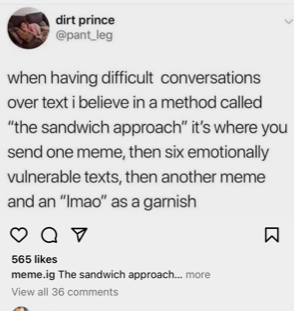 dirt prince
@pant_leg
when having difficult conversations
over text i believe in a method called
"the sandwich approach" it's where you
send one meme, then six emotionally
vulnerable texts, then another meme
and an "lmao" as a garnish
565 likes
meme.ig The sandwich approach... more
View all 36 comments